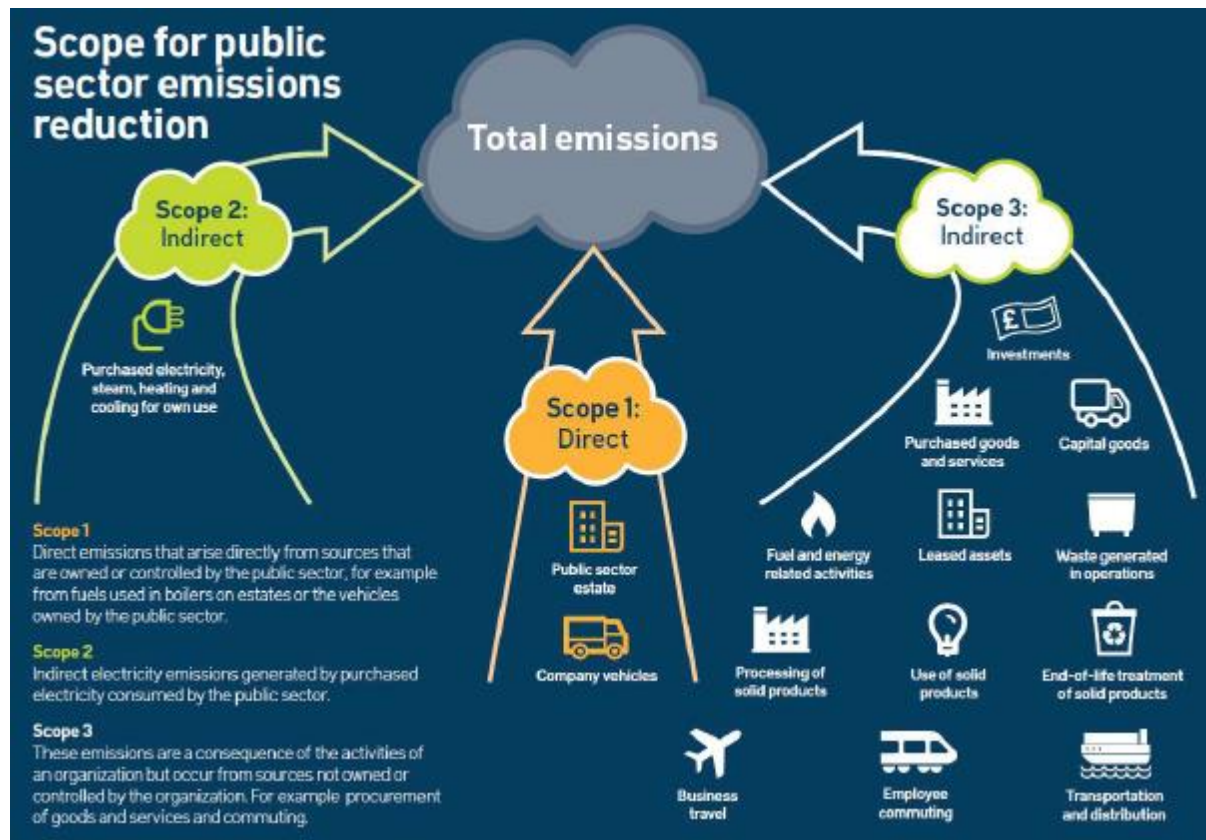 Scope for public
sector emissions
reduction
Total emissions
Scope 2:
Indirect
Purchased electricity,
steam, heating and
cooling for own use
Scope 1:
Direct
Public sector
estate
Company vehicles
Scope 3:
Indirect
£
Investments
Purchased goods
and services
Capital goods
Fuel and energy
related activities
Leased assets
Waste generated
in operations
Processing of
solid products
Use of solid
products
End-of-life treatment
of solid products
Business
travel
Employee
commuting
Transportation
and distribution
Scope 1
Direct emissions that arise directly from sources that
are owned or controlled by the public sector, for example
from fuels used in boilers on estates or the vehicles
owned by the public sector.
Scope 2
Indirect electricity emissions generated by purchased
electricity consumed by the public sector.
Scope 3
These emissions are a consequence of the activities of
an organization but occur from sources not owned or
controlled by the organization. For example procurement
of goods and services and commuting.